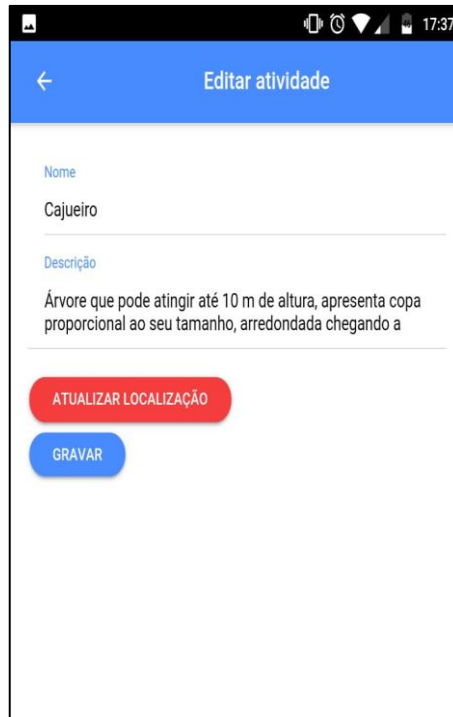 17:37
Editar atividade
Nome
Cajueiro
Descrição
Árvore que pode atingir até 10 m de altura, apresenta copa
proporcional ao seu tamanho, arredondada chegando a
ATUALIZAR LOCALIZAÇÃO
GRAVAR